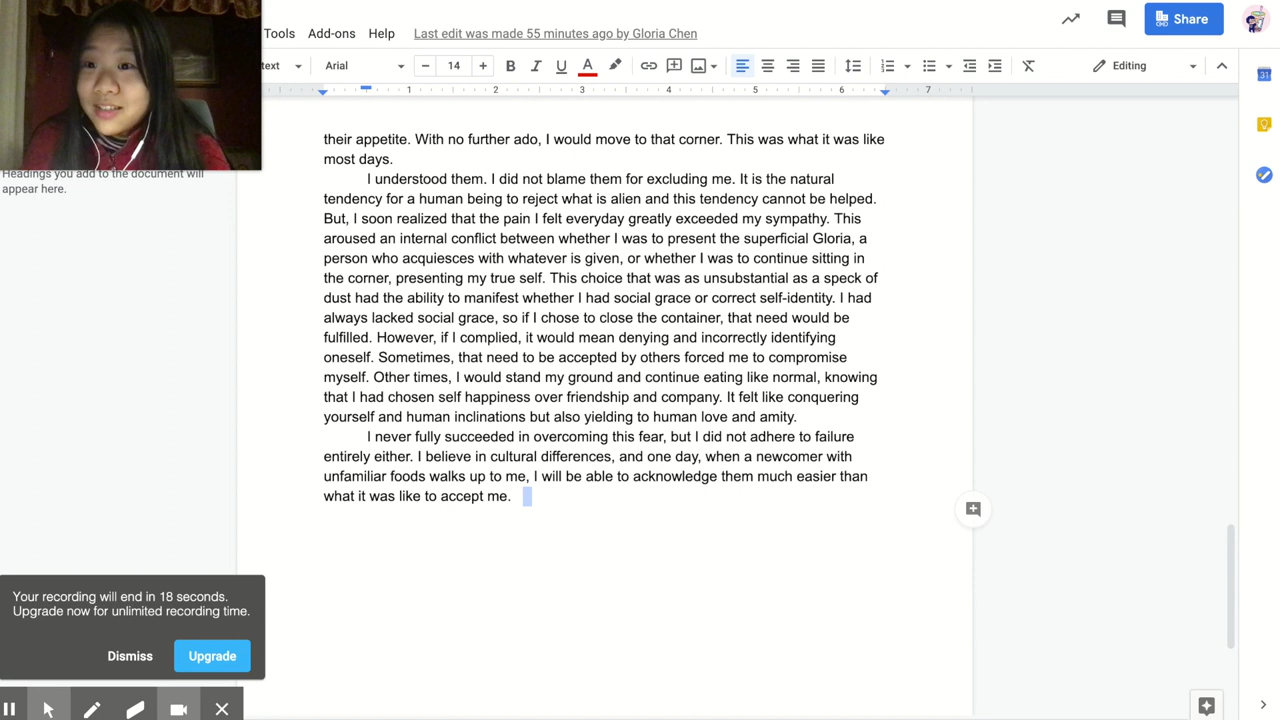 Tools Add-ons Help Last edit was made 55 minutes ago by Gloria Chen
Share
text Arial 14 Editing
1 2 3 4 5 6 7
their appetite. With no further ado, I would move to that corner. This was what it was like
most days.
Headings you add to the document will
appear here.
I understood them. I did not blame them for excluding me. It is the natural
tendency for a human being to reject what is alien and this tendency cannot be helped.
But, I soon realized that the pain I felt everyday greatly exceeded my sympathy. This
aroused an internal conflict between whether I was to present the superficial Gloria, a
person who acquiesces with whatever is given, or whether I was to continue sitting in
the corner, presenting my true self. This choice that was as unsubstantial as a speck of
dust had the ability to manifest whether I had social grace or correct self-identity. I had
always lacked social grace, so if I chose to close the container, that need would be
fulfilled. However, if I complied, it would mean denying and incorrectly identifying
oneself. Sometimes, that need to be accepted by others forced me to compromise
myself. Other times, I would stand my ground and continue eating like normal, knowing
that I had chosen self happiness over friendship and company. It felt like conquering
yourself and human inclinations but also yielding to human love and amity.
I never fully succeeded in overcoming this fear, but I did not adhere to failure
entirely either. I believe in cultural differences, and one day, when a newcomer with
unfamiliar foods walks up to me, I will be able to acknowledge them much easier than
what it was like to accept me.
Your recording will end in 18 seconds.
Upgrade now for unlimited recording time.
Dismiss Upgrade